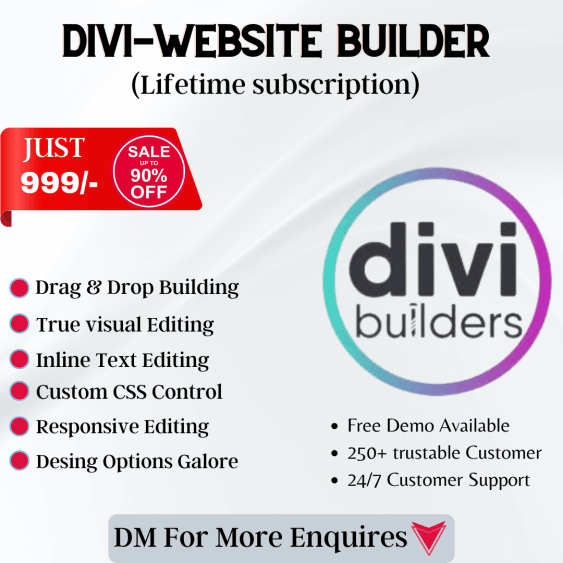 DIVI-WEBSITE BUILDER
(Lifetime subscription)
JUST
999/-
SALE
UP TO
90%
OFF
divi
builders
Drag & Drop Building
True visual Editing
Inline Text Editing
Custom CSS Control
Responsive Editing
Desing Options Galore
• Free Demo Available
• 250+ trustable Customer
• 24/7 Customer Support
DM For More Enquires